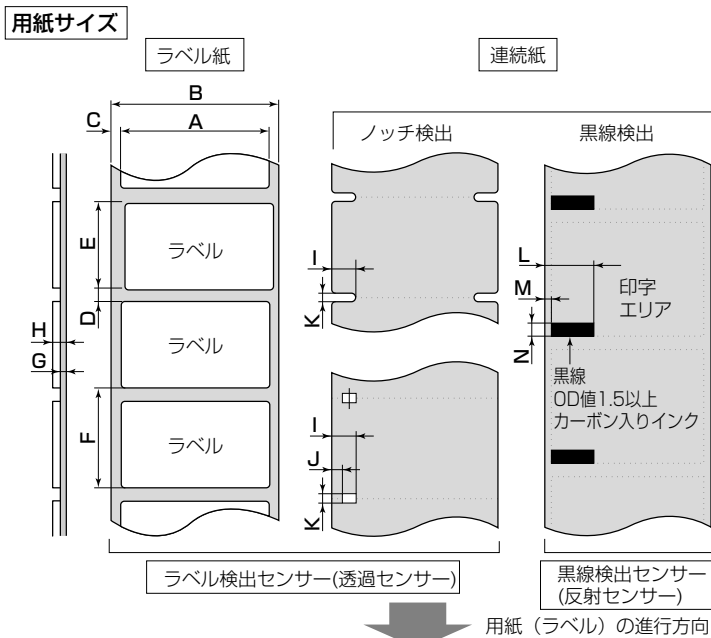 用紙サイズ
ラベル紙
連続紙
B
C
A
ノッチ検出
黒線検出
E
ラベル
I
L
M
印字
エリア
D
K
H
G
ラベル
N
黒線
OD値1.5以上
カーボン入りインク
F
ラベル
I
J
K
ラベル検出センサー(透過センサー)
黒線検出センサー
(反射センサー)
用紙（ラベル）の進行方向